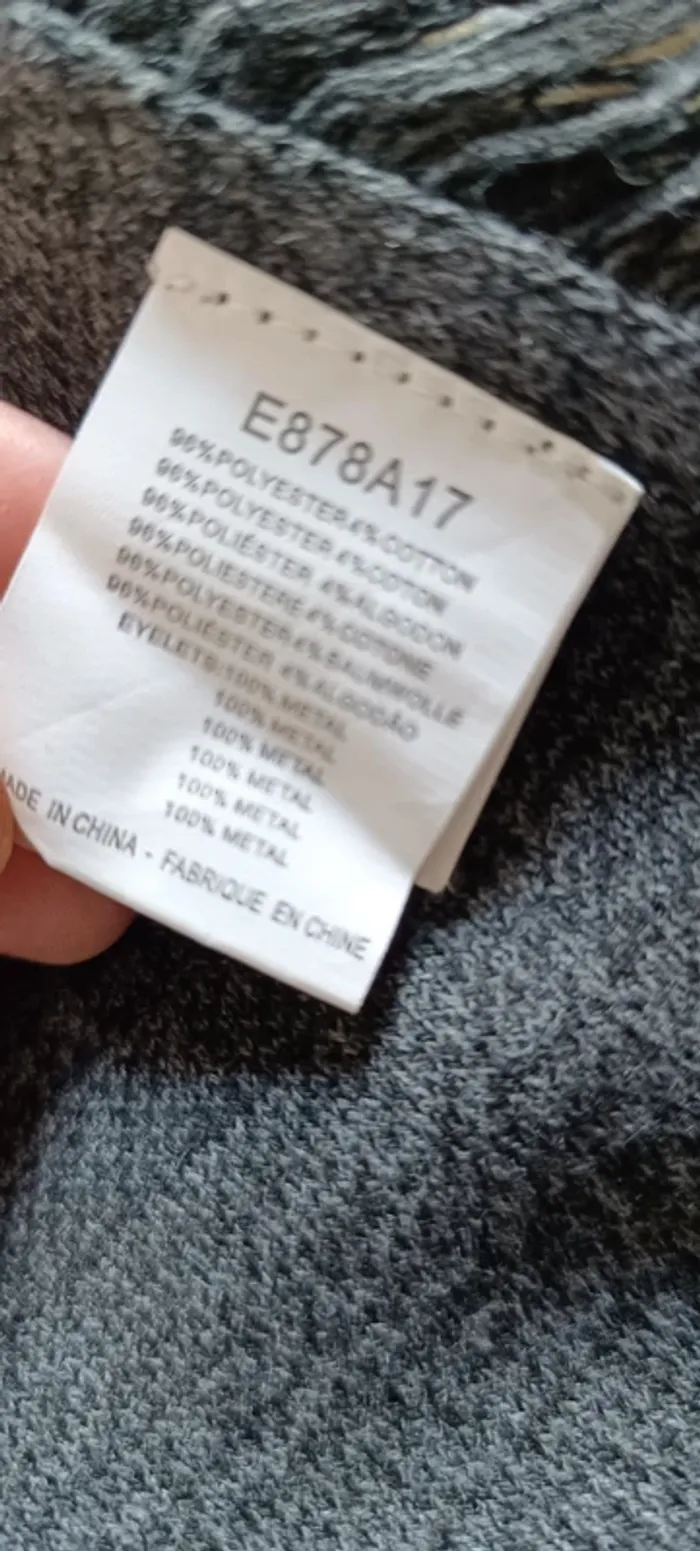 E878A17
96%POLYESTER 4%COTTON
96%POLYESTER 4%COTON
96%POLIÉSTER 4%ALGODON
96%POLIESTERE 4%COTONE
96%POLYESTER 4%BAUMWOLLE
96%POLIÉSTER 4%ALGODÃO
EYELETS:100% METAL
100% METAL
100% METAL
100% METAL
100% METAL
100% METAL
MADE IN CHINA - FABRIQUE EN CHINE